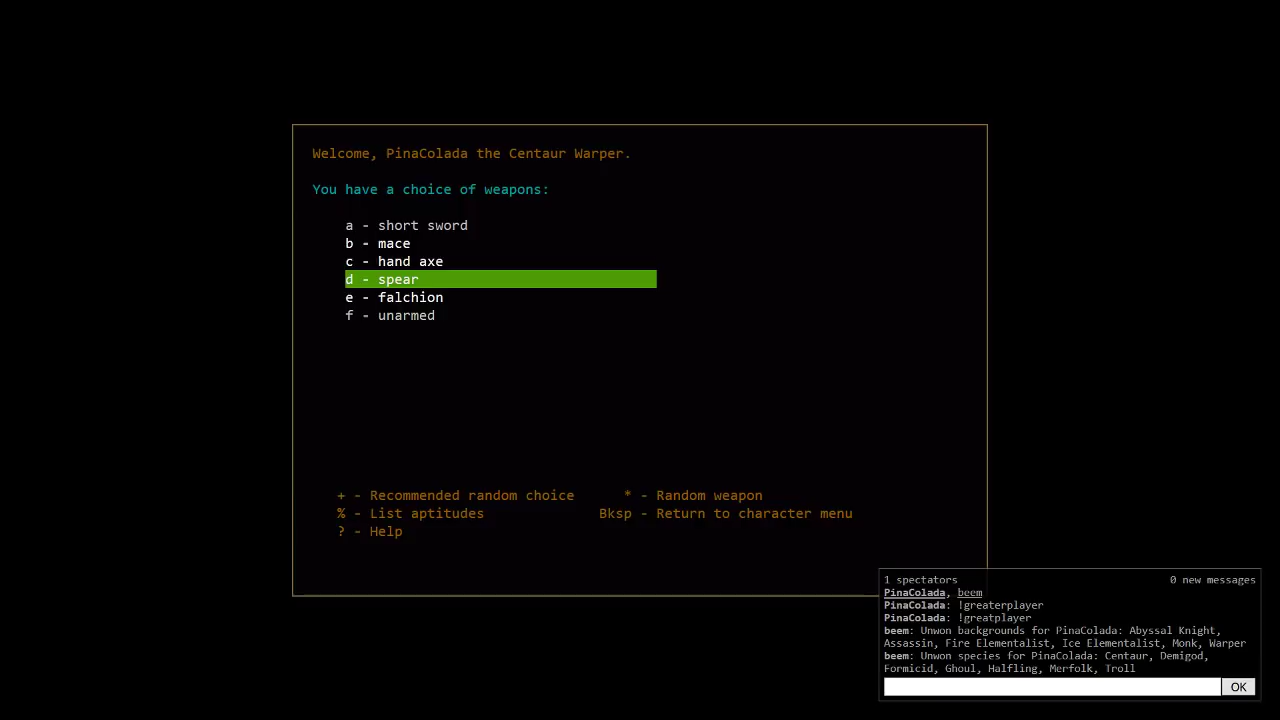 Welcome, PinaColada the Centaur Warper.
You have a choice of weapons:
a - short sword
b - mace
c - hand axe
d - spear
e - falchion
f - unarmed
+ - Recommended random choice * - Random weapon
% - List aptitudes Bksp - Return to character menu
? - Help
1 spectators 0 new messages
PinaColada, beem
PinaColada: !greaterplayer
PinaColada: !greatplayer
beem: Unwon backgrounds for PinaColada: Abyssal Knight,
Assassin, Fire Elementalist, Ice Elementalist, Monk, Warper
beem: Unwon species for PinaColada: Centaur, Demigod,
Formicid, Ghoul, Halfling, Merfolk, Troll
OK